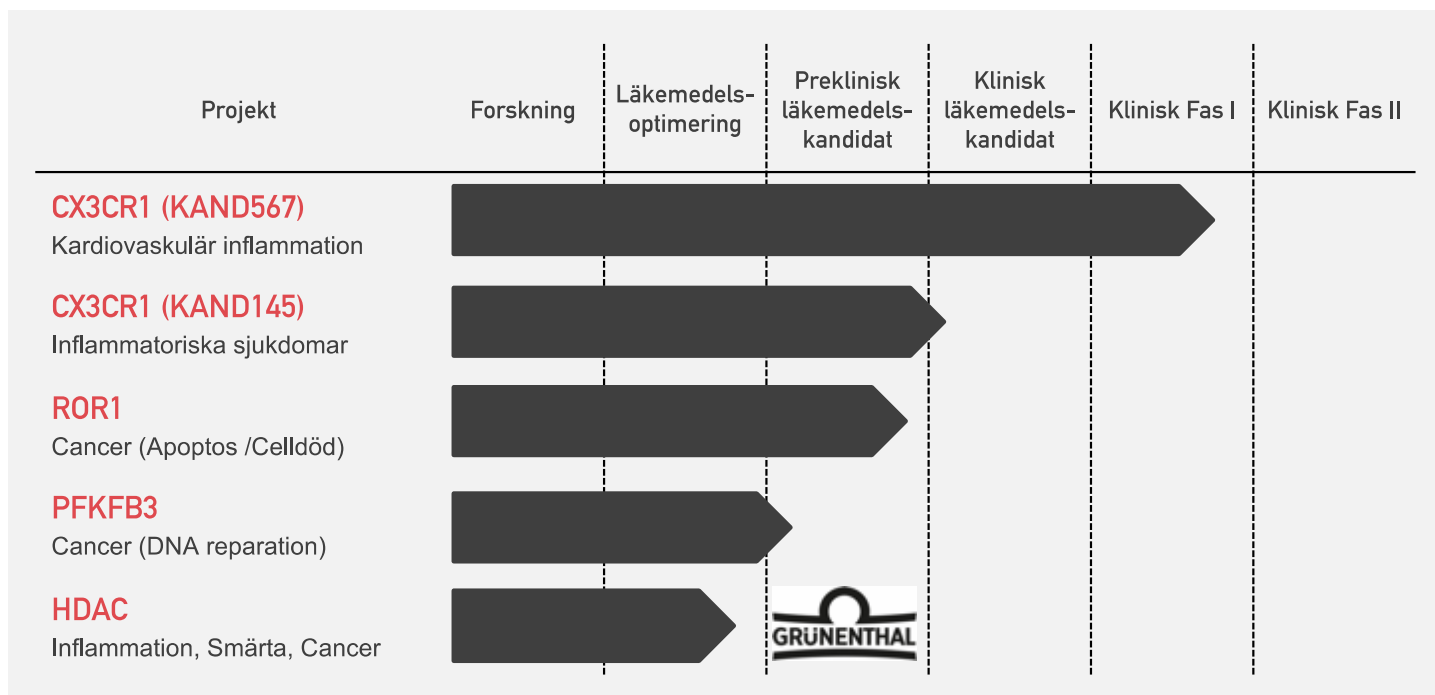 Projekt
Forskning
Läkemedels-
optimering
Preklinisk
läkemedels-
kandidat
Klinisk
läkemedels-
kandidat
Klinisk Fas I
Klinisk Fas II
CX3CR1 (KAND567)
Kardiovaskulär inflammation
CX3CR1 (KAND145)
Inflammatoriska sjukdomar
ROR1
Cancer (Apoptos /Celldöd)
PFKFB3
Cancer (DNA reparation)
HDAC
Inflammation, Smärta, Cancer
GRÜNENTHAL